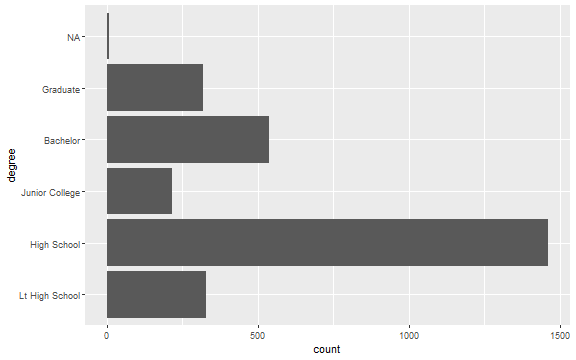 NA
Graduate
Bachelor
Junior College
High School
Lt High School
degree
0 500 1000 1500
count